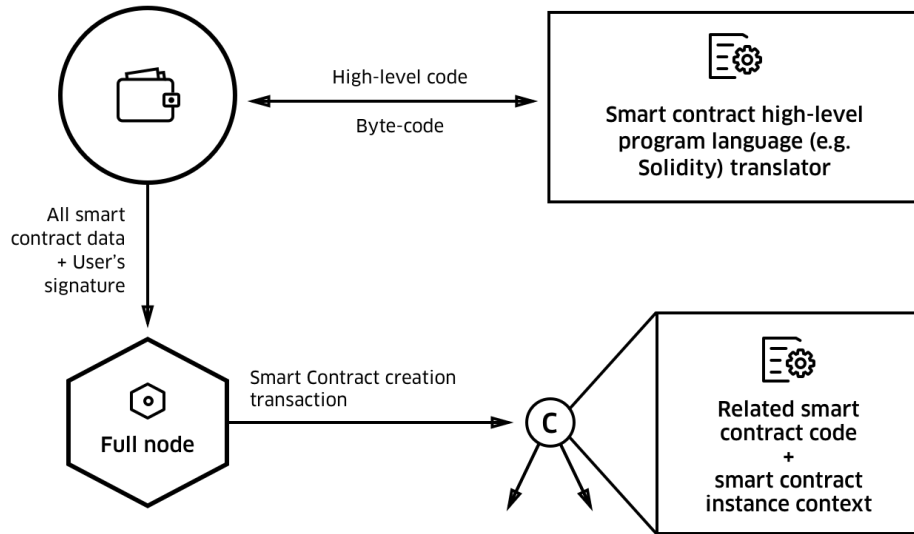 High-level code
Byte-code
Smart contract high-level
program language (e.g.
Solidity) translator
All smart
contract data
+ User's
signature
Full node
Smart Contract creation
transaction
C
Related smart
contract code
+
smart contract
instance context